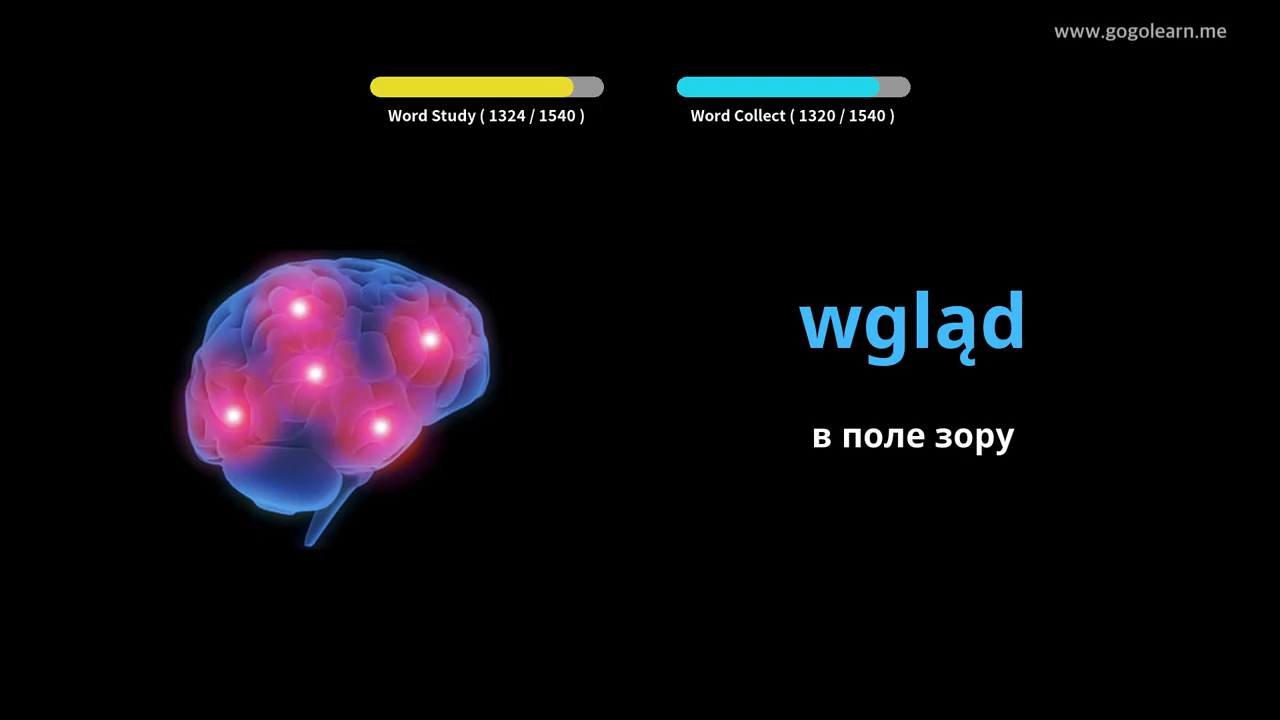 www.gogolearn.me
Word Study ( 1324 / 1540 )
Word Collect ( 1320 / 1540 )
wgląd
в поле зору